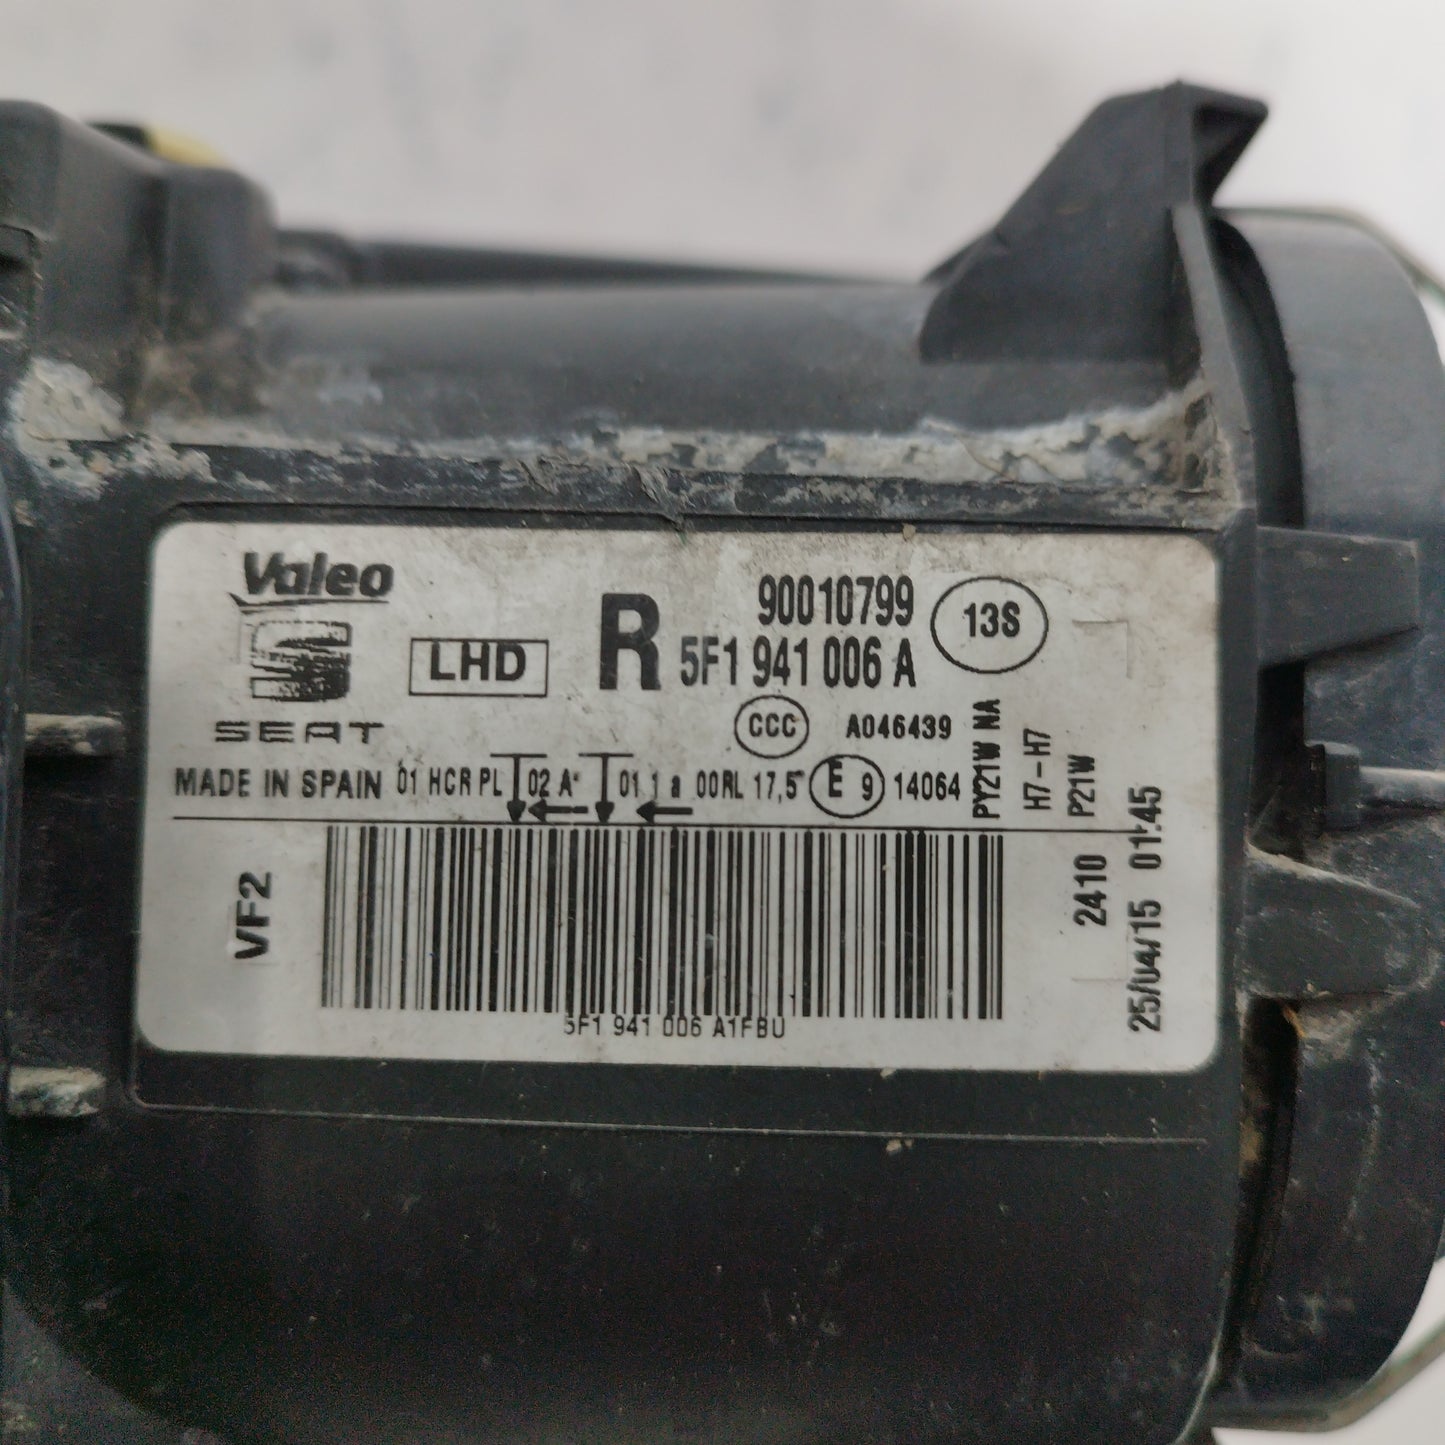 Valeo
SEAT
LHD
R
90010799
5F1 941 006 A
13S
CCC A046439
MADE IN SPAIN 01 HCR PL 02 A 01 1 a 00RL 17,5 E 9 14064
PY21W NA
H7-H7
P21W
VF2
2410
25/04/15 01:45
5F1 941 006 A1FBU